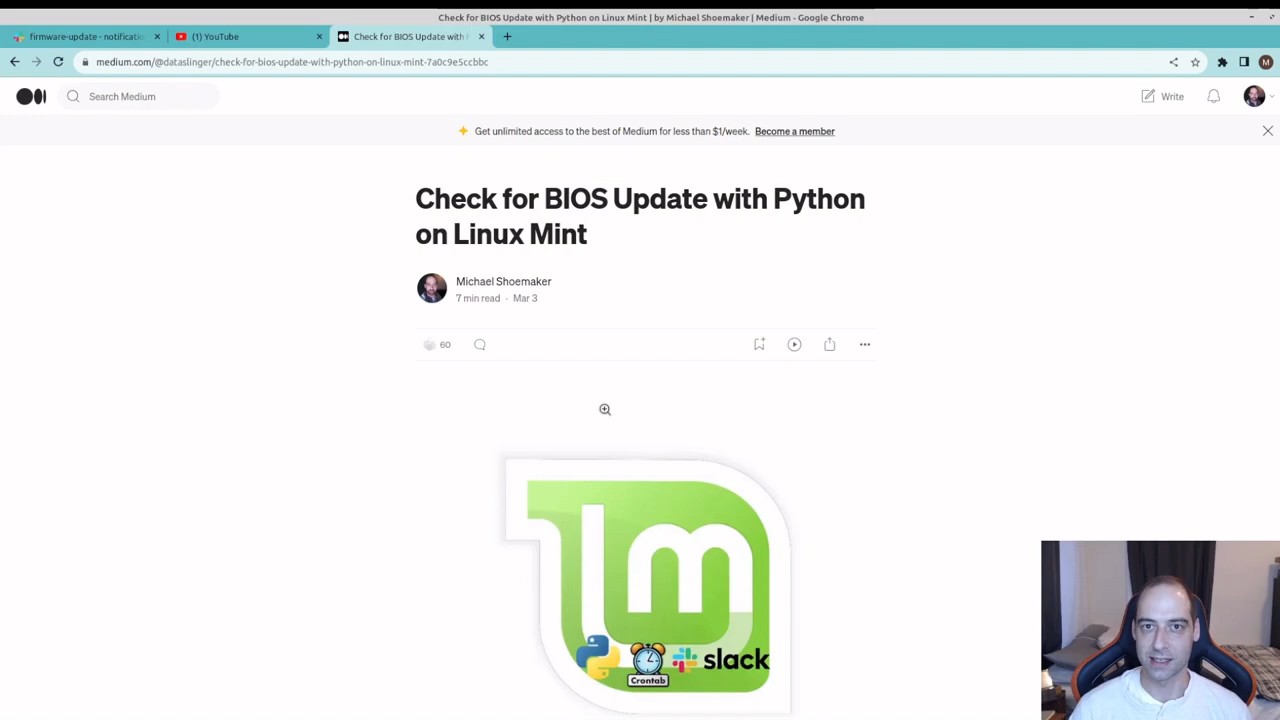 Check for BIOS Update with Python on Linux Mint | by Michael Shoemaker | Medium - Google Chrome
firmware-update - notificatio
(1) YouTube
Check for BIOS Update with P
medium.com/@dataslinger/check-for-bios-update-with-python-on-linux-mint-7a0c9e5ccbbc
M
Search Medium
Write
Get unlimited access to the best of Medium for less than $1/week. Become a member
Check for BIOS Update with Python
on Linux Mint
Michael Shoemaker
7 min read · Mar 3
60
lm
slack
Crontab